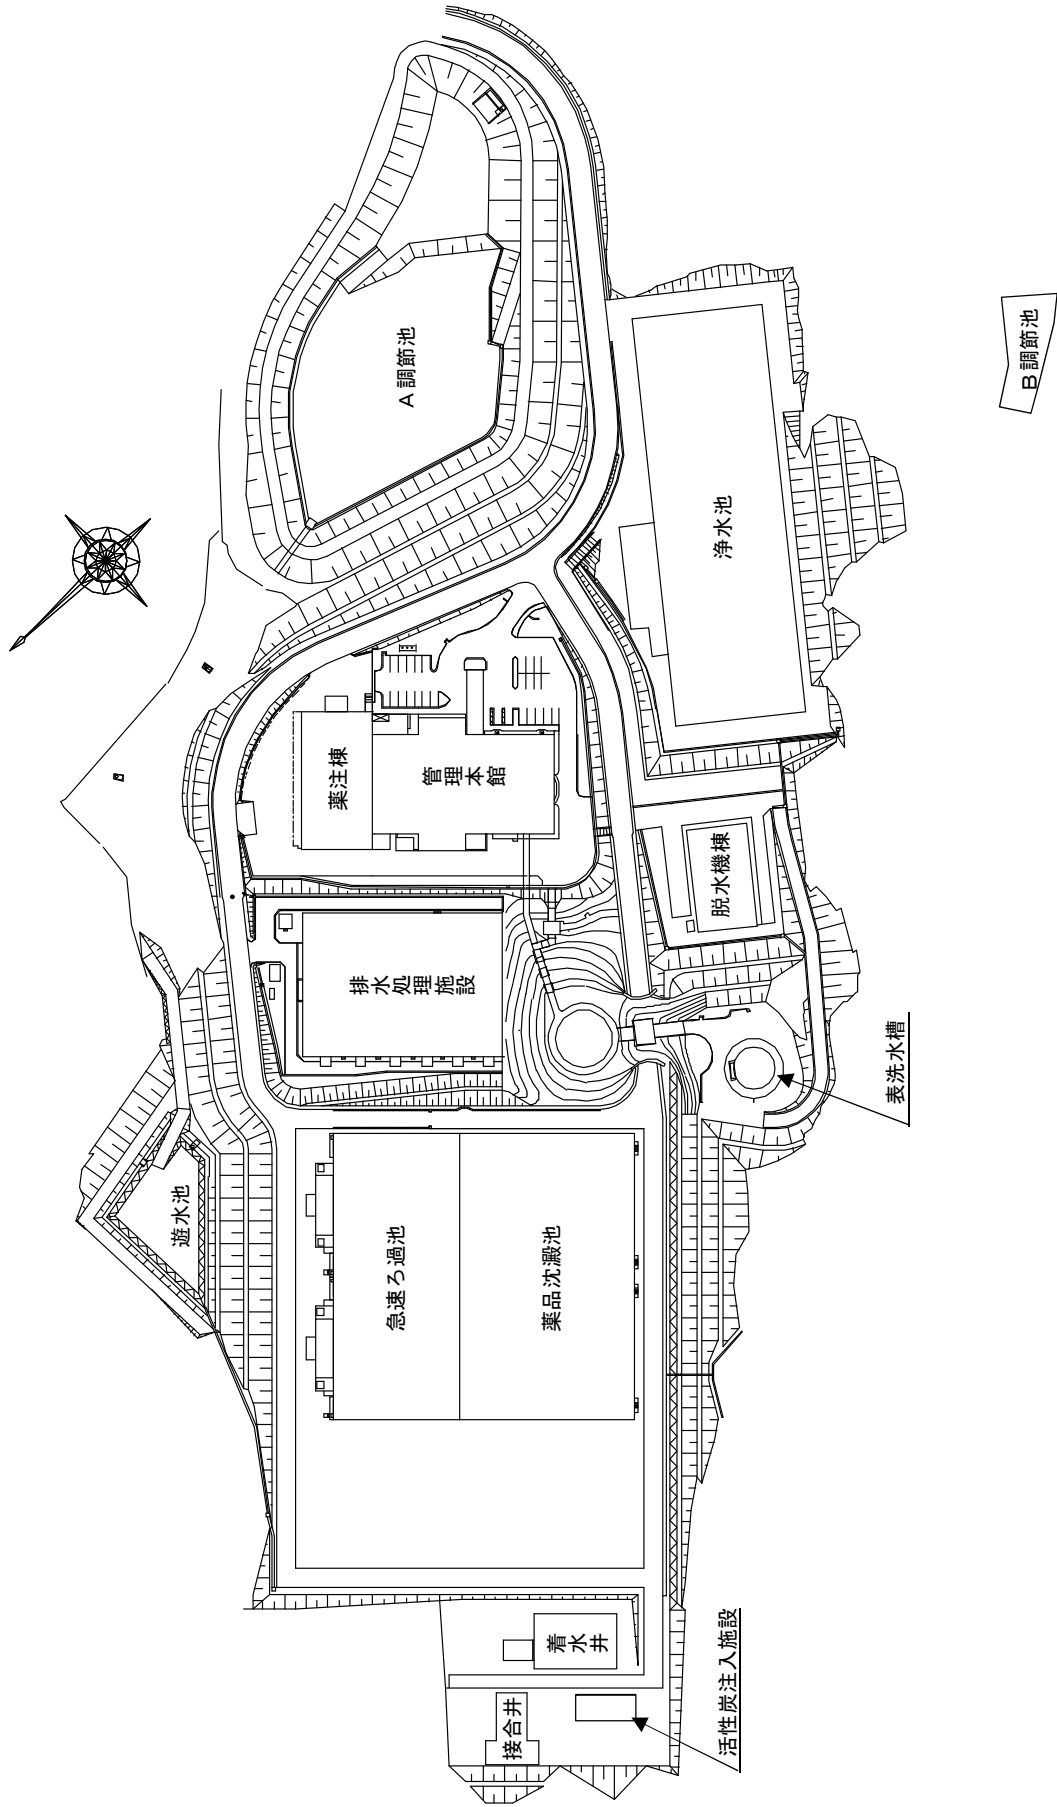 遊水池
薬注棟
排水処理施設
急速ろ過池
A調節池
管理本館
接合井
薬品沈澱池
着水井
脱水機棟
浄水池
活性炭注入施設
表洗水槽
B調節池